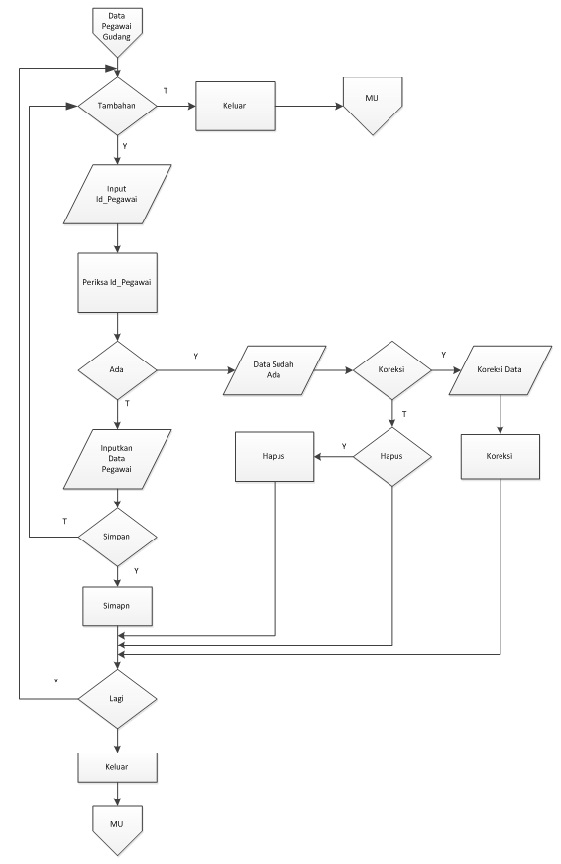 Data
Pegawai
Gudang
Tambahan
T
Keluar
MU
Y
Input
Id_Pegawai
Periksa Id_Pegawai
Ada
Y
Data Sudah
Ada
Koreksi
Y
Koreksi Data
T
T
Inputkan
Data
Pegawai
Hapus
Y
Hapus
Koreksi
T
Simpan
Y
Simapn
Y
Lagi
Keluar
MU